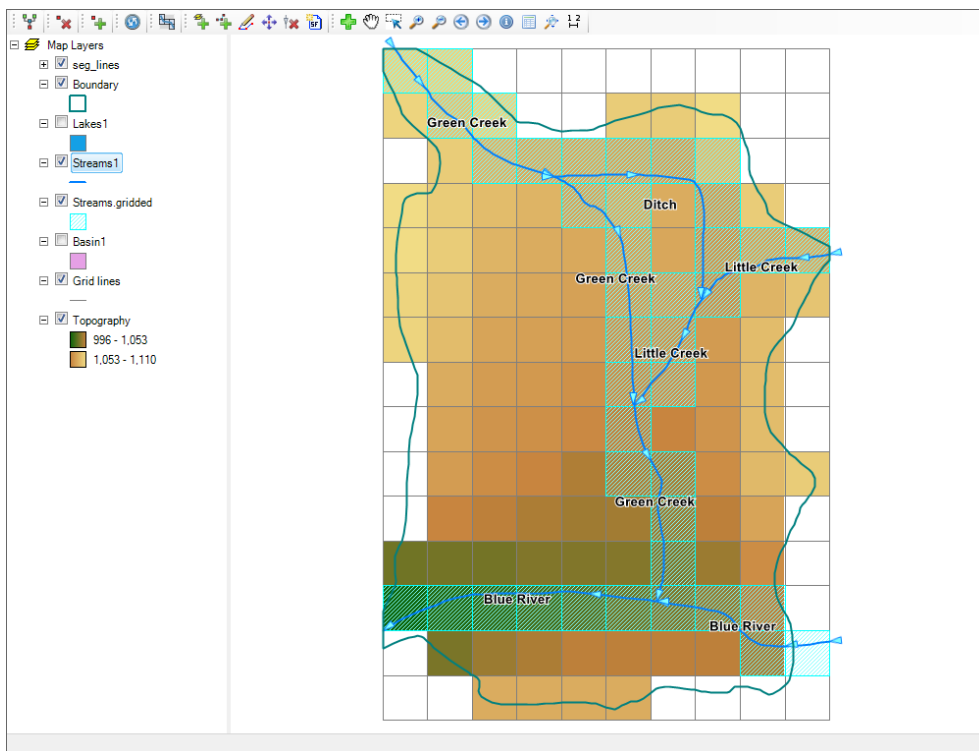 SF
1 2
Map Layers
seg_lines
Boundary
Lakes1
Streams1
Streams.gridded
Basin1
Grid lines
Topography
996 - 1,053
1,053 - 1,110
Green Creek
Ditch
Little Creek
Green Creek
Little Creek
Green Creek
Blue River
Blue River